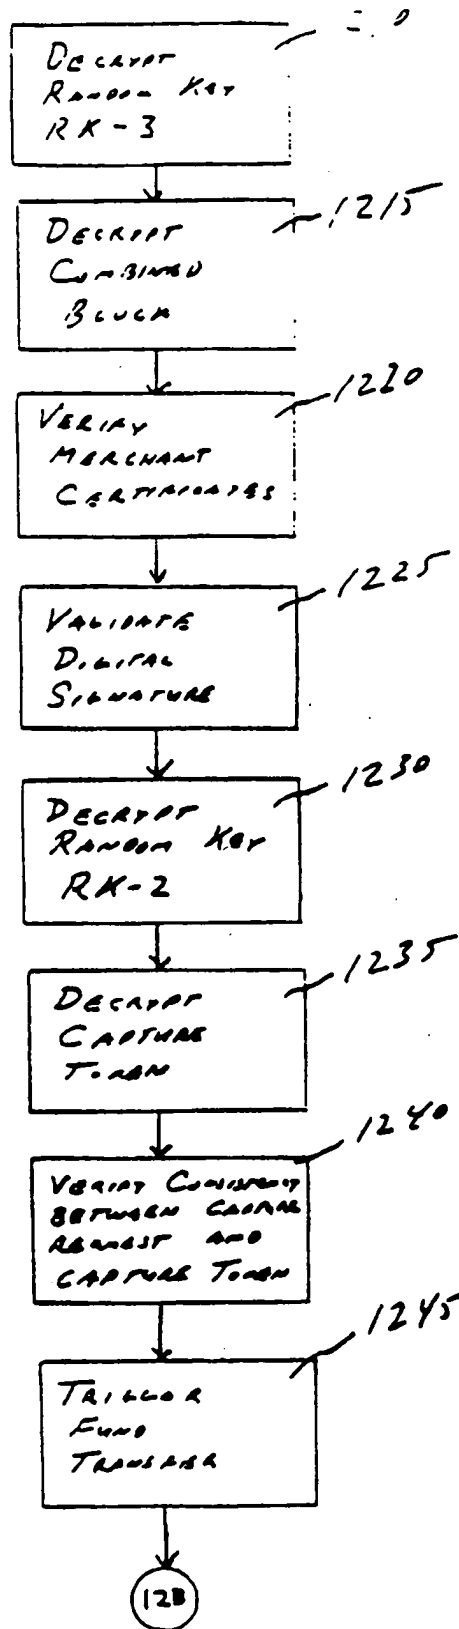 DECRYPT
RANDOM KEY
RK-3
1215
DECRYPT
COMBINED
BLOCK
1220
VERIFY
MERCHANT
CERTIFICATES
1225
VALIDATE
DIGITAL
SIGNATURE
1230
DECRYPT
RANDOM KEY
RK-2
1235
DECRYPT
CAPTURE
TOKEN
1240
VERIFY CONSISTENCY
BETWEEN CAPTURE
REQUEST AND
CAPTURE TOKEN
1245
TRIGGER
FUND
TRANSFER
12B